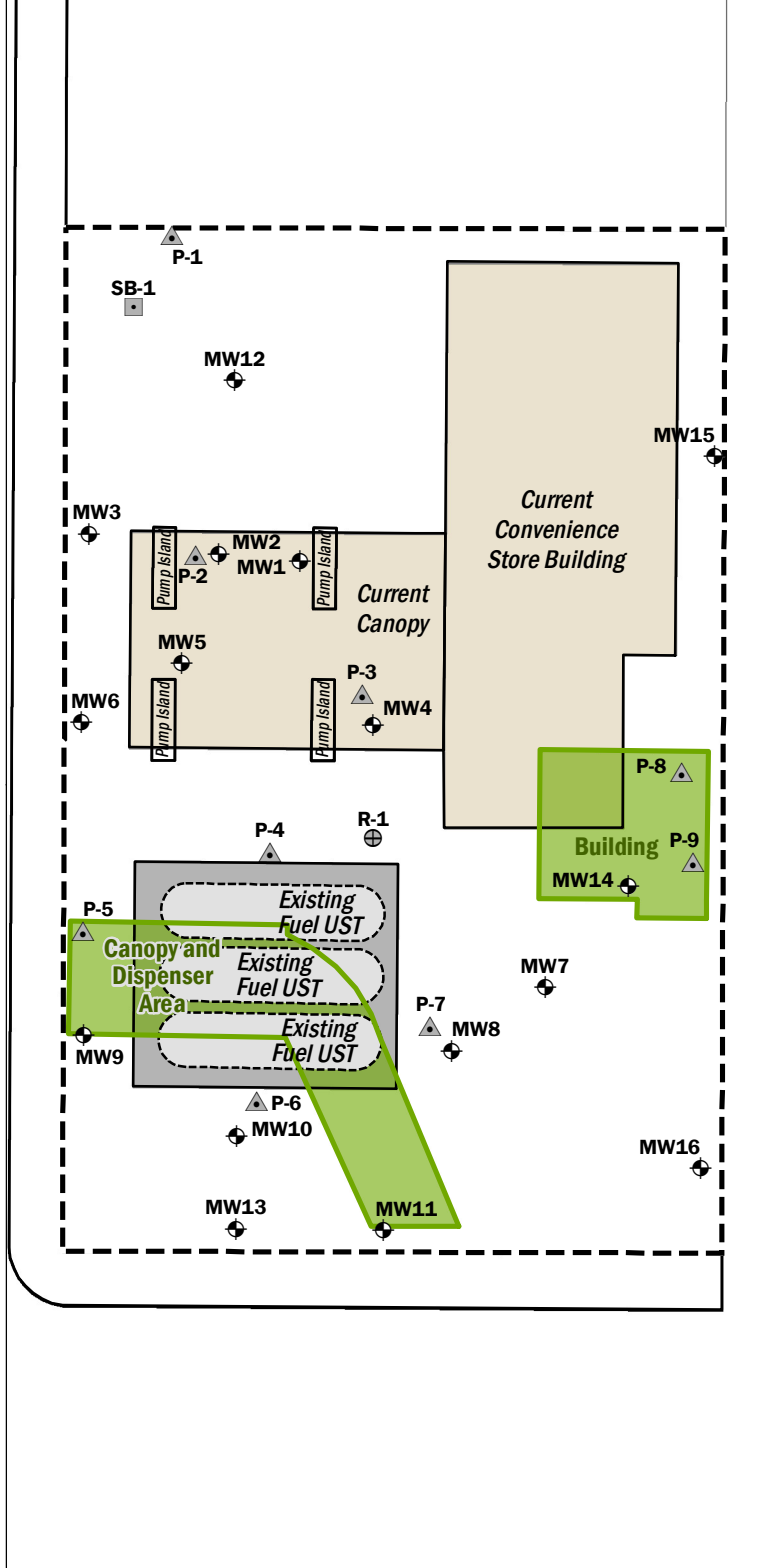 P-1
SB-1
MW12
MW15
Current
Convenience
Store Building
MW3
Pump Island
P-2
MW2
MW1
Pump Island
Current
Canopy
MW5
P-3
MW4
MW6
Pump Island
Pump Island
P-8
R-1
P-4
Building
P-9
MW14
Existing
Fuel UST
P-5
Canopy and
Dispenser
Area
Existing
Fuel UST
MW7
P-7
MW8
Existing
Fuel UST
MW9
P-6
MW10
MW16
MW13
MW11